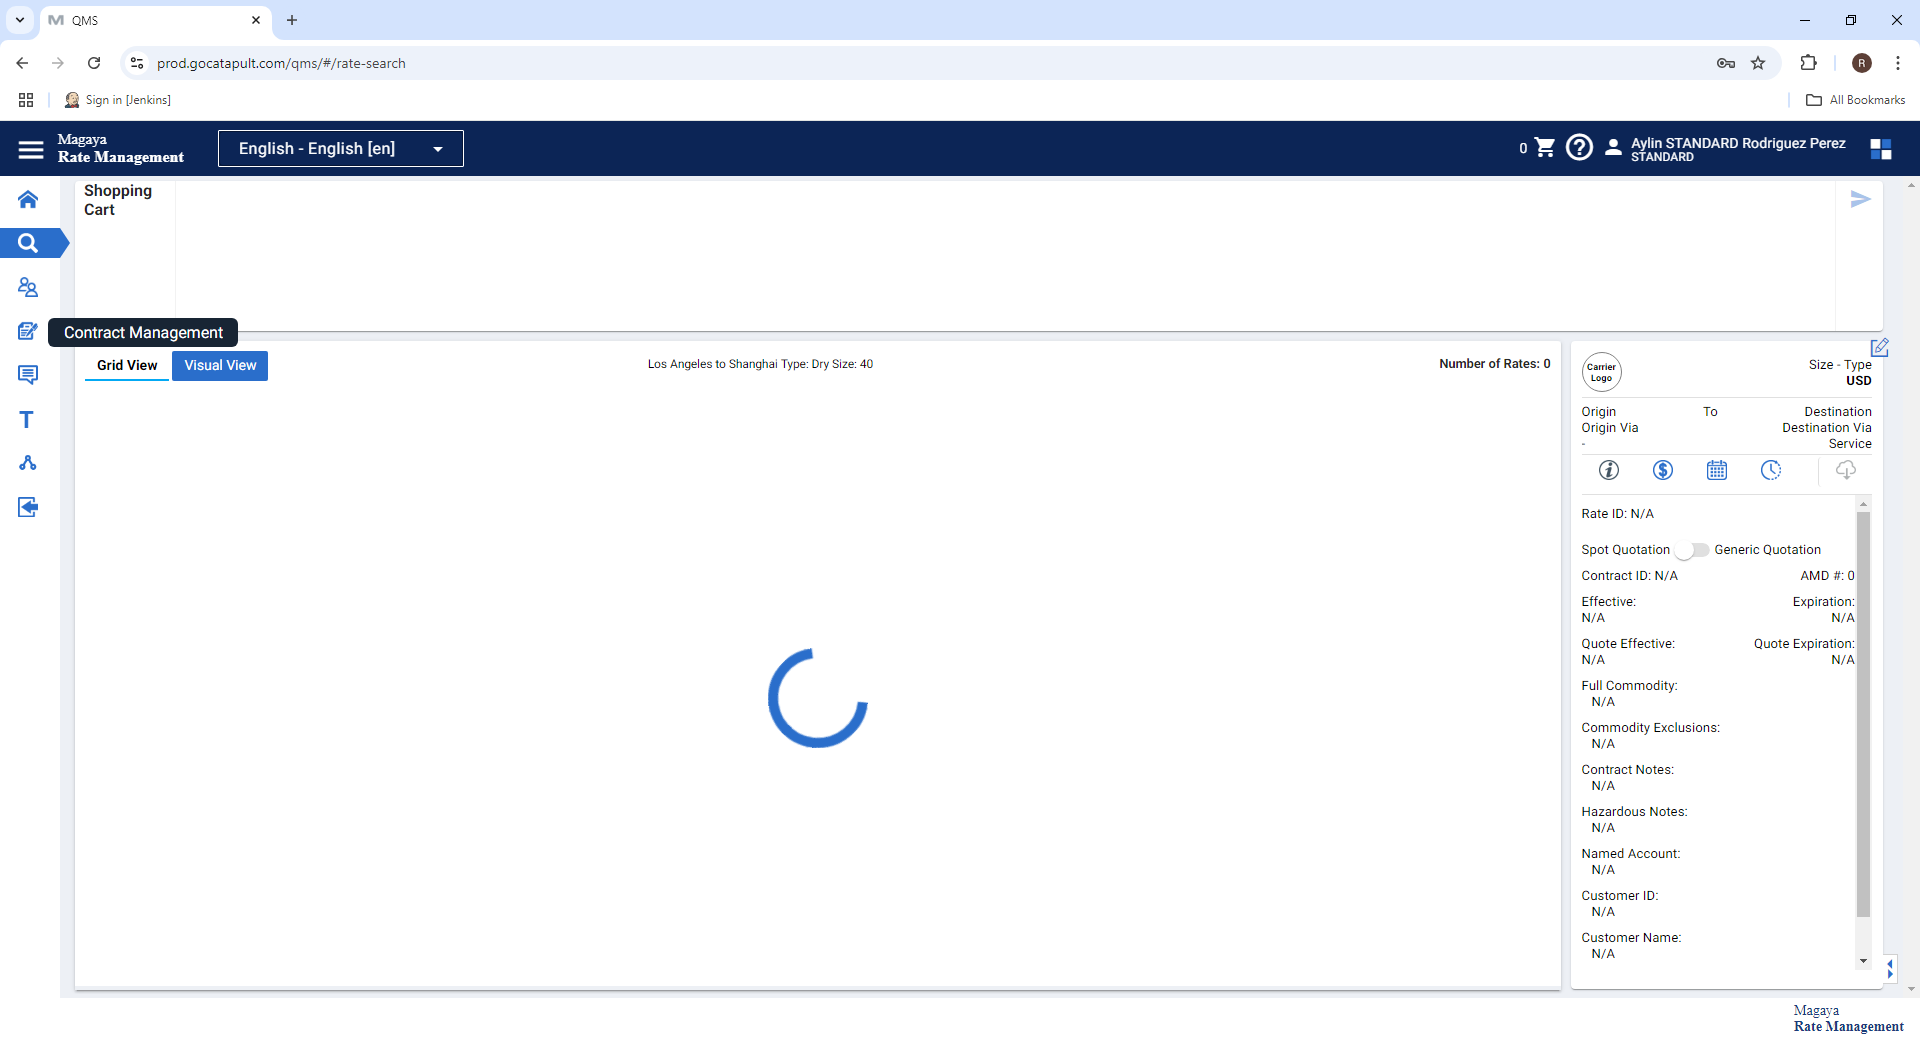 QMS
prod.gocatapult.com/qms/#/rate-search
R
Sign in [Jenkins]
All Bookmarks
Magaya
Rate Management
English - English [en]
0
Aylin STANDARD Rodriguez Perez
STANDARD
Shopping
Cart
Contract Management
Grid View
Visual View
Los Angeles to Shanghai Type: Dry Size: 40
Number of Rates: 0
Carrier
Logo
Size - Type
USD
Origin To Destination
Origin Via Destination Via
- Service
Rate ID: N/A
Spot Quotation Generic Quotation
Contract ID: N/A AMD #: 0
Effective: Expiration:
N/A N/A
Quote Effective: Quote Expiration:
N/A N/A
Full Commodity:
N/A
Commodity Exclusions:
N/A
Contract Notes:
N/A
Hazardous Notes:
N/A
Named Account:
N/A
Customer ID:
N/A
Customer Name:
N/A
Magaya
Rate Management